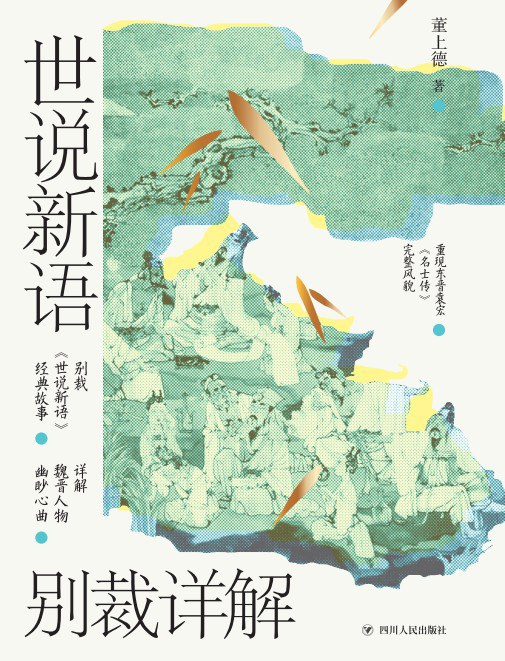 世说新语
别裁详解
董上德 著
重现东晋袁宏
《名士传》
完整风貌
别裁
《世说新语》
经典故事
详解
魏晋人物
幽眇心曲
四川人民出版社